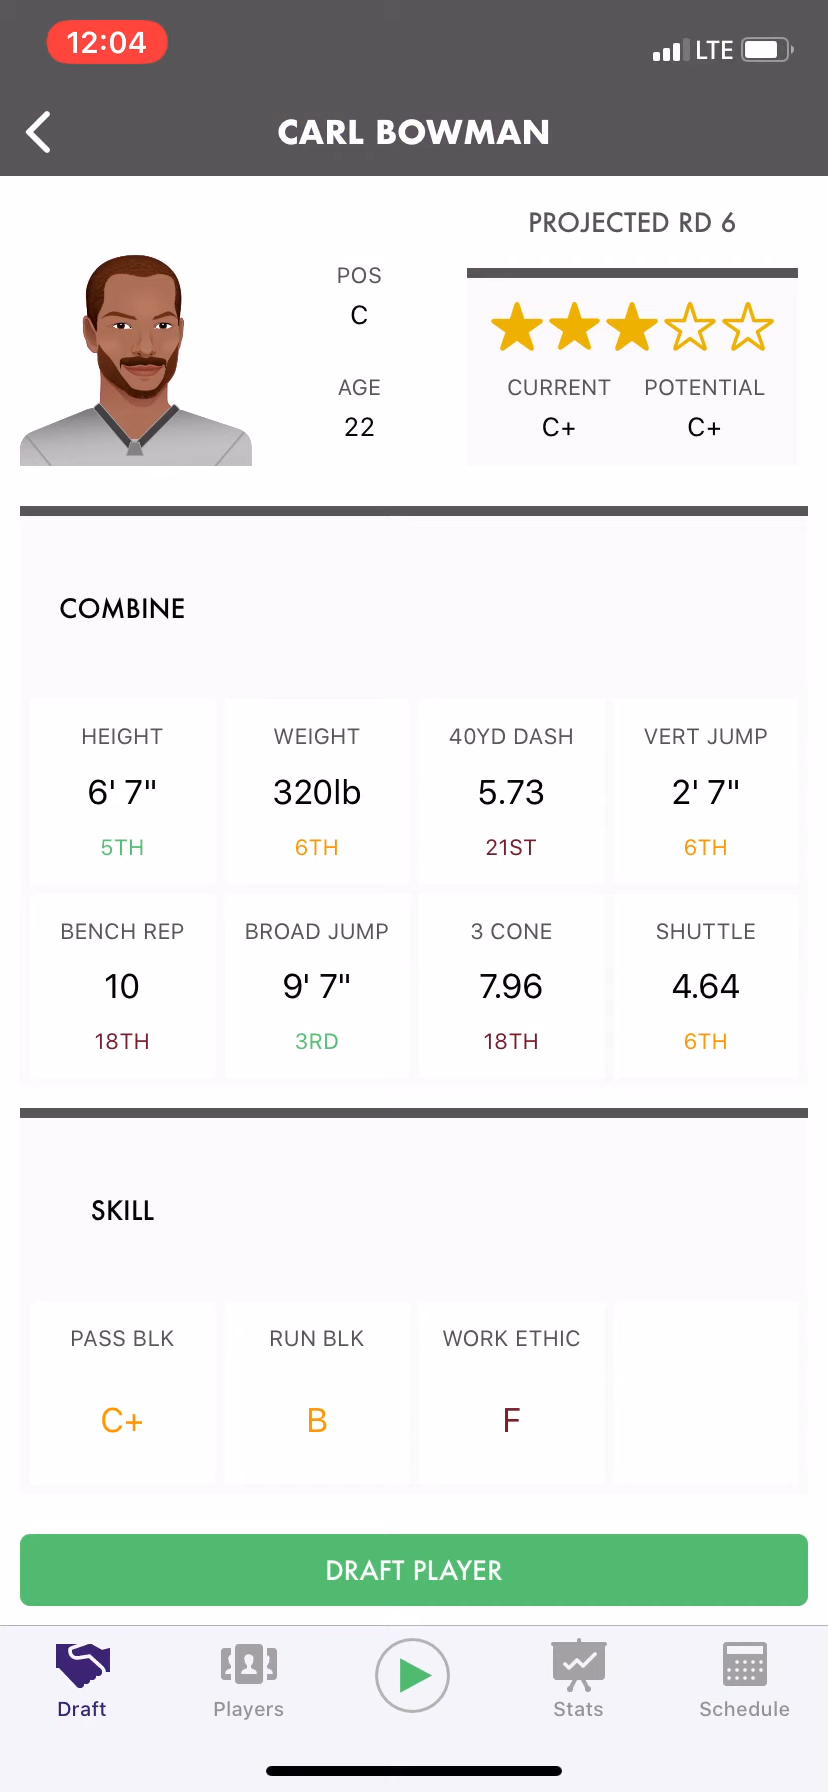 12:04
LTE
CARL BOWMAN
PROJECTED RD 6
POS
C
AGE
22
CURRENT POTENTIAL
C+ C+
COMBINE
HEIGHT WEIGHT 40YD DASH VERT JUMP
6' 7" 320lb 5.73 2' 7"
5TH 6TH 21ST 6TH
BENCH REP BROAD JUMP 3 CONE SHUTTLE
10 9' 7" 7.96 4.64
18TH 3RD 18TH 6TH
SKILL
PASS BLK RUN BLK WORK ETHIC
C+ B F
DRAFT PLAYER
Draft Players Stats Schedule